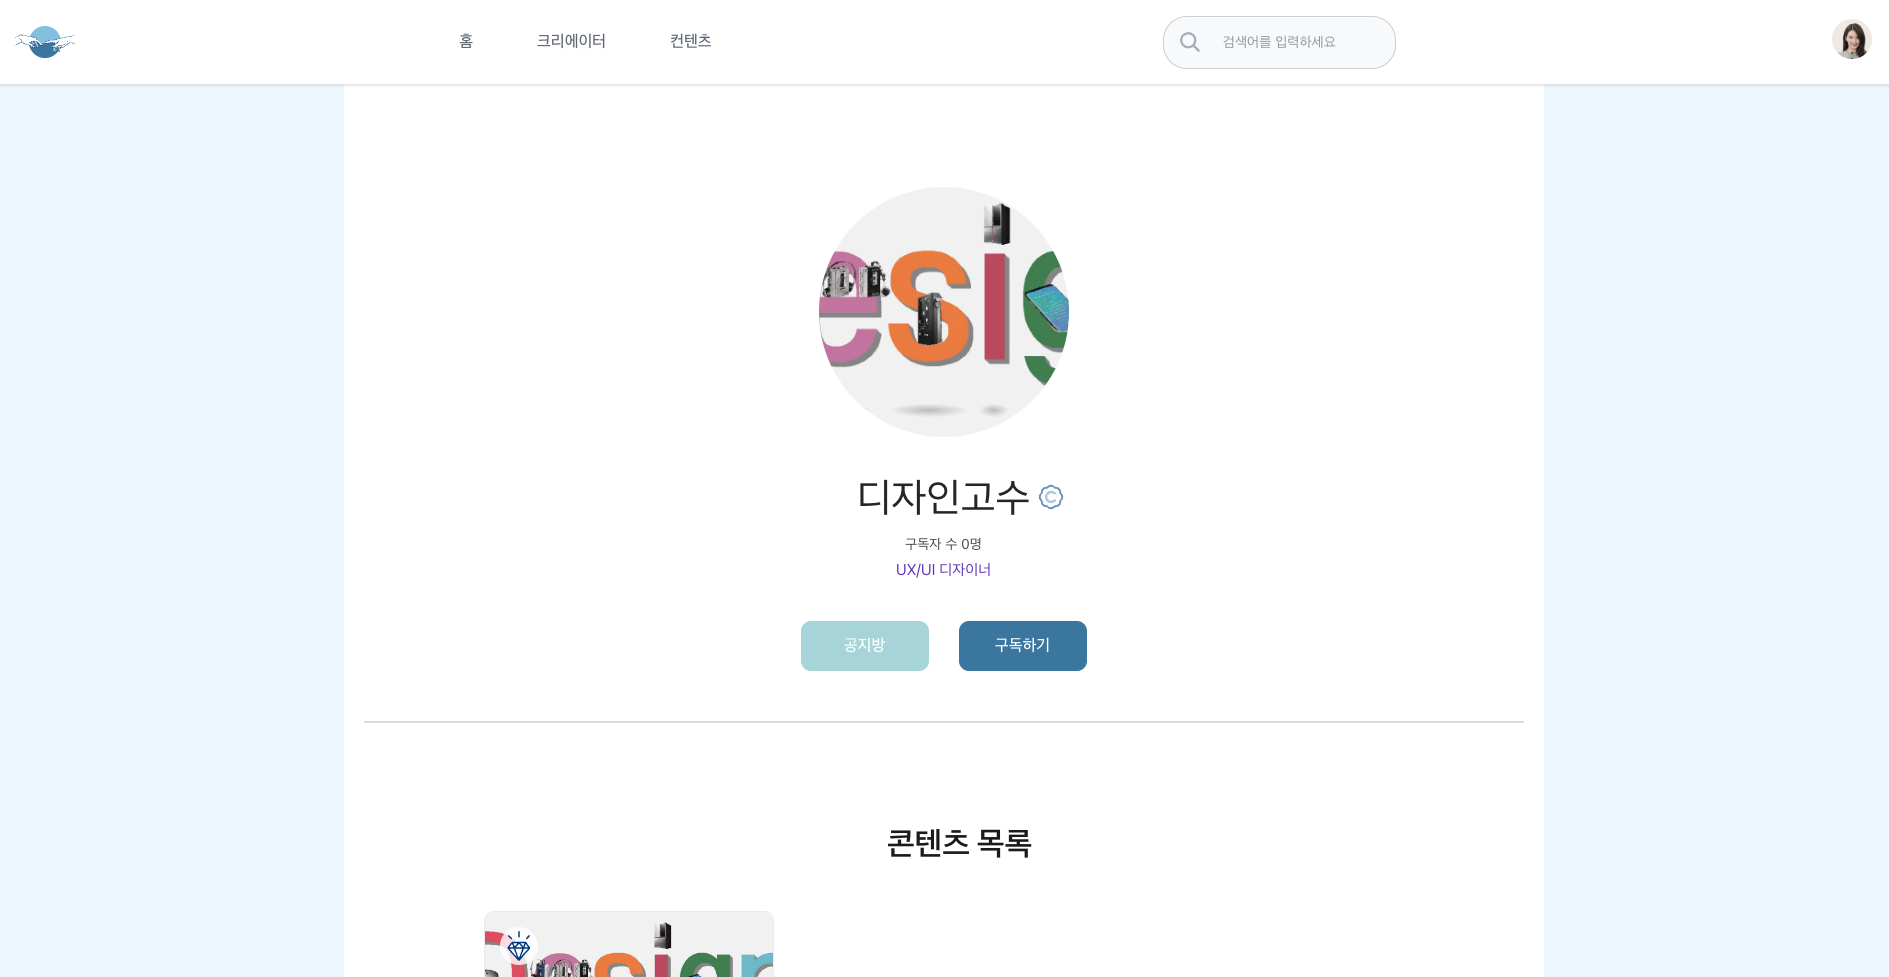 홈 크리에이터 컨텐츠 검색어를 입력하세요
esig
디자인고수 ©
구독자 수 0명
UX/UI 디자이너
공지방 구독하기
콘텐츠 목록
Design